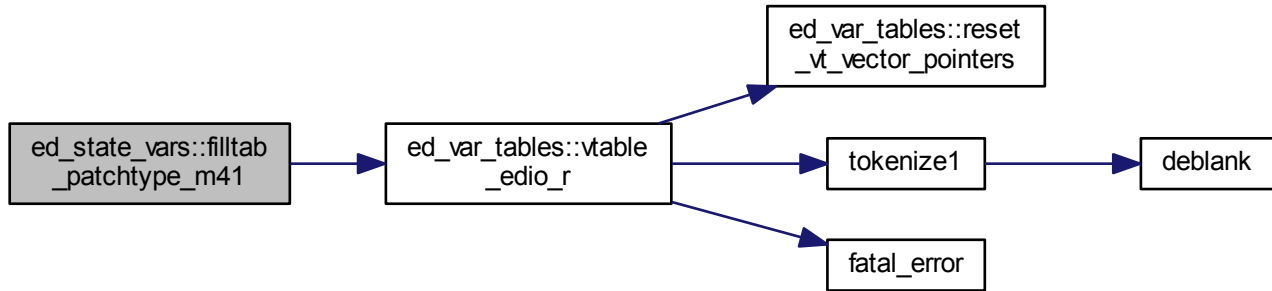 ed_state_vars::filltab
_patchtype_m41
ed_var_tables::vtable
_edio_r
ed_var_tables::reset
_vt_vector_pointers
tokenize1
deblank
fatal_error